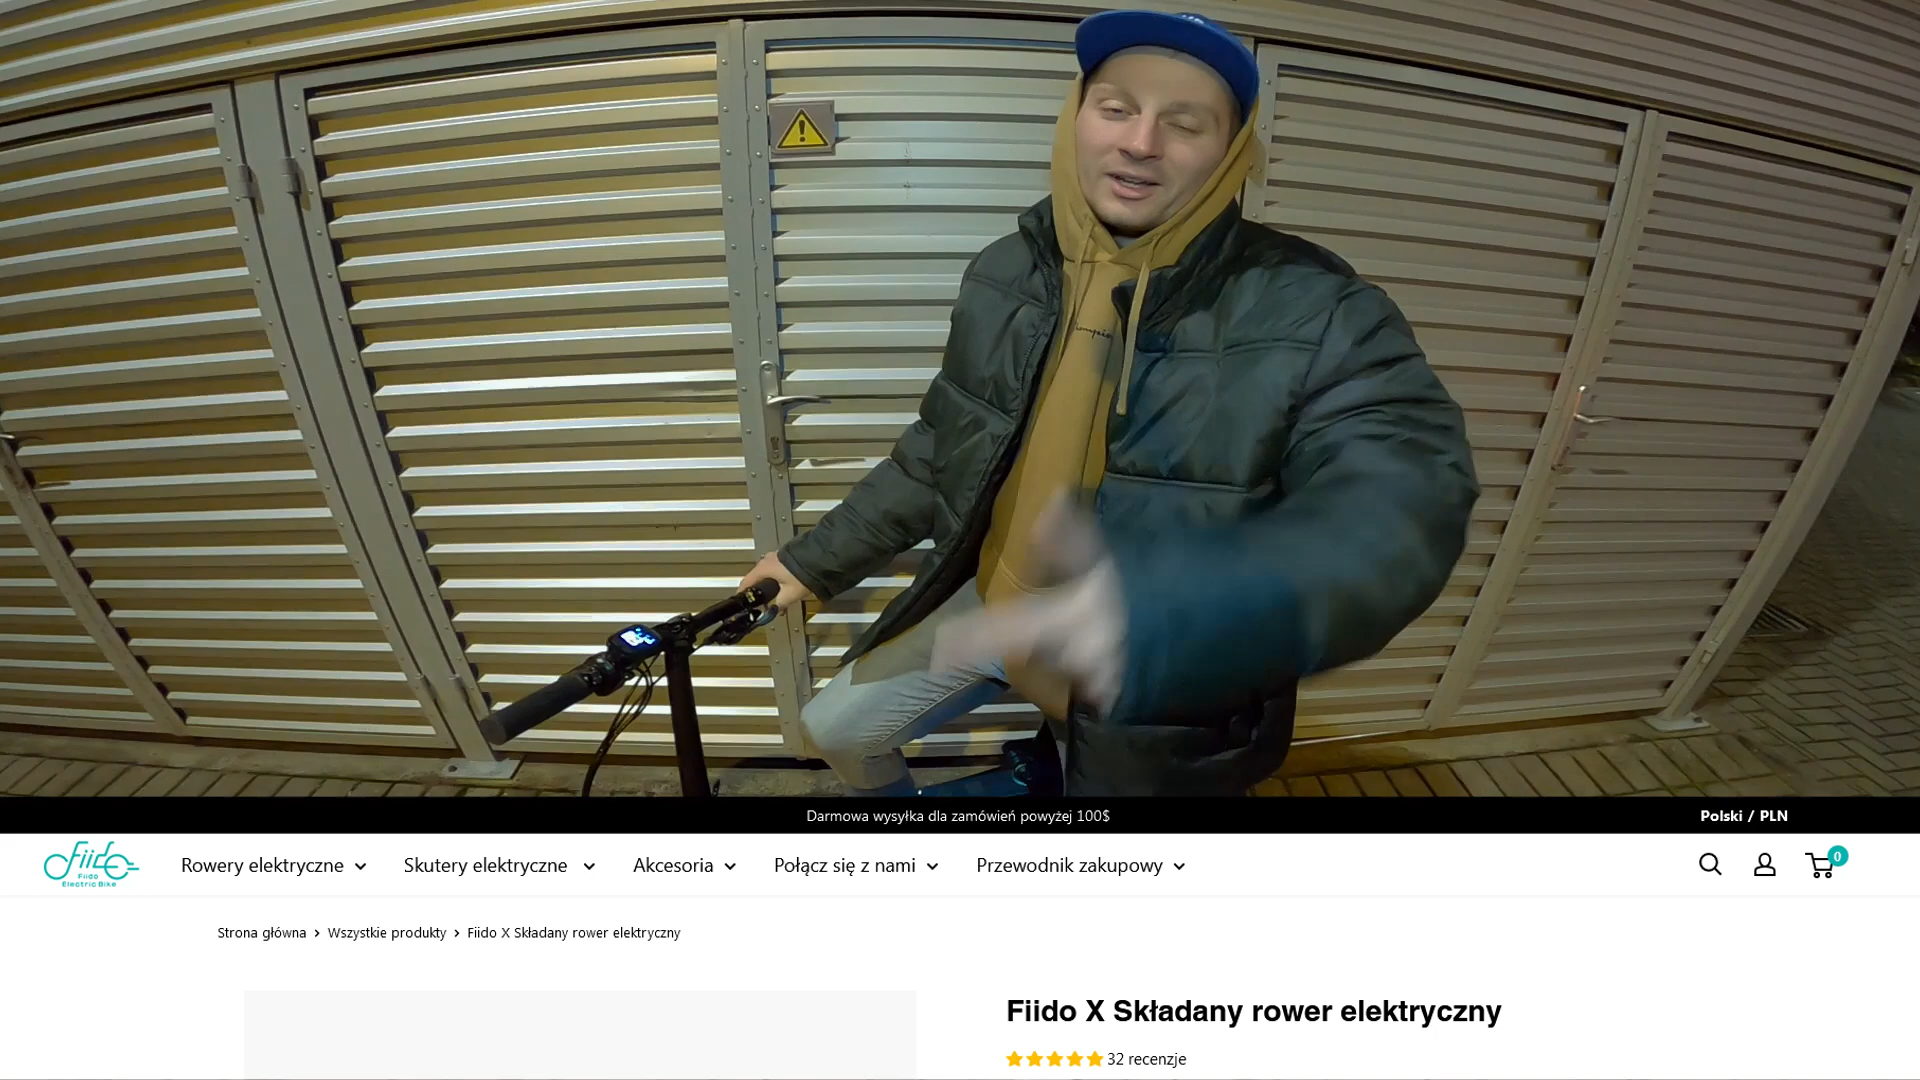 Darmowa wysyłka dla zamówień powyżej 100$
Polski / PLN
Fiido
Fiido
Electric Bike
Rowery elektryczne
Skutery elektryczne
Akcesoria
Połącz się z nami
Przewodnik zakupowy
0
Strona główna > Wszystkie produkty > Fiido X Składany rower elektryczny
Fiido X Składany rower elektryczny
32 recenzje